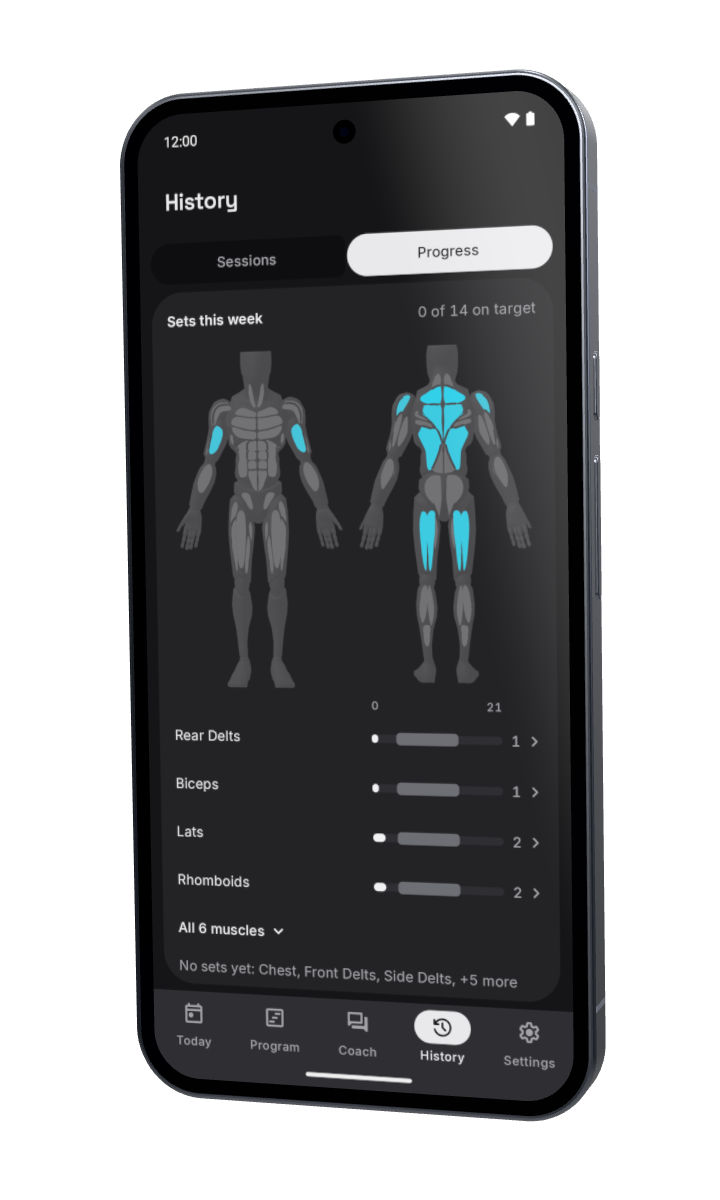 12:00
History
Sessions
Progress
Sets this week
0 of 14 on target
0
21
Rear Delts
1
Biceps
1
Lats
2
Rhomboids
2
All 6 muscles
No sets yet: Chest, Front Delts, Side Delts, +5 more
Today
Program
Coach
History
Settings